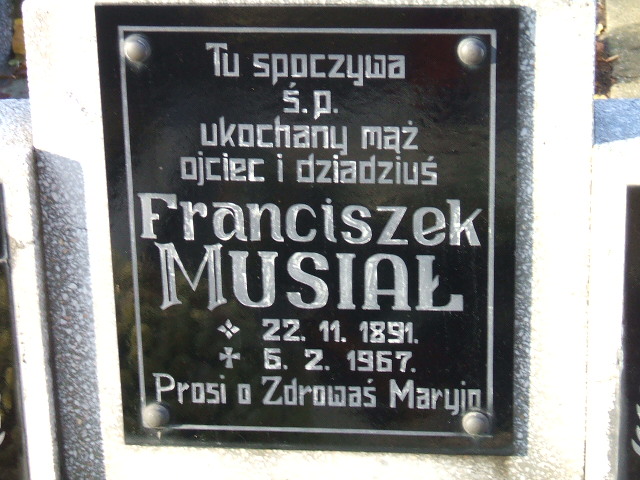 Tu spoczywa
ś.p.
ukochany mąż
ojciec i dziadziuś
Franciszek
MUSIAŁ
22. 11. 1891.
6. 2. 1967.
Prosi o Zdrowaś Maryjo